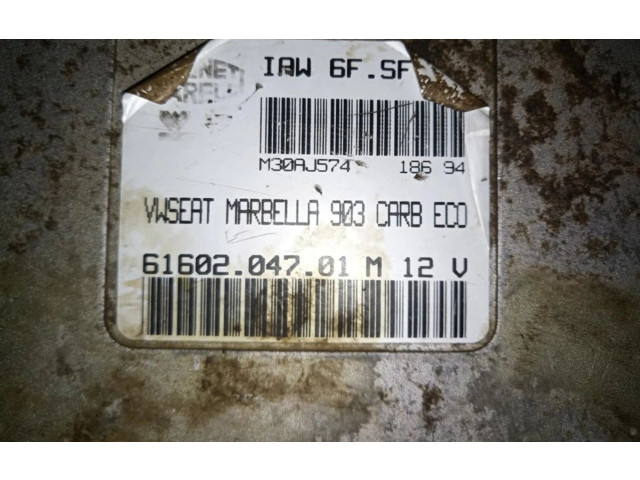 IAW 6F.SF
M30AJ574 186 94
VWSEAT MARBELLA 903 CARB ECO
61602.047.01 M 12 V